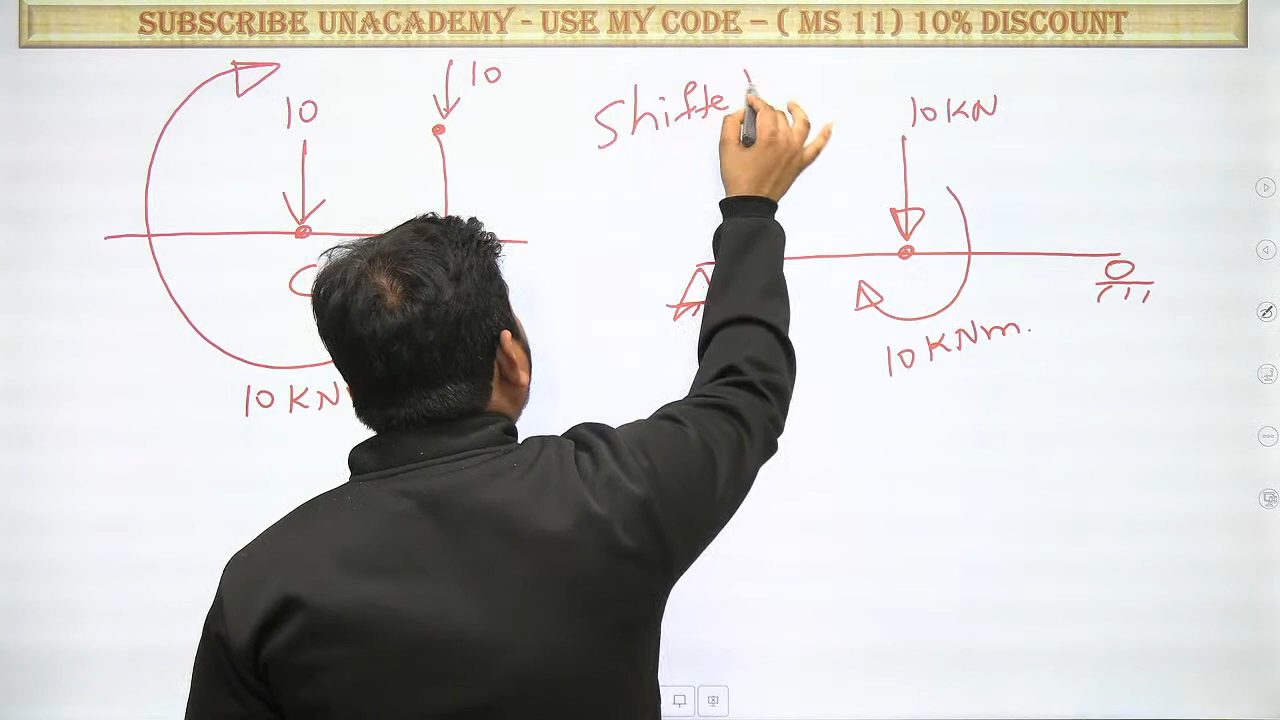 SUBSCRIBE UNACADEMY - USE MY CODE – ( MS 11) 10% DISCOUNT
10
10
Shifte
10 KN
10 KN
10 KNm.